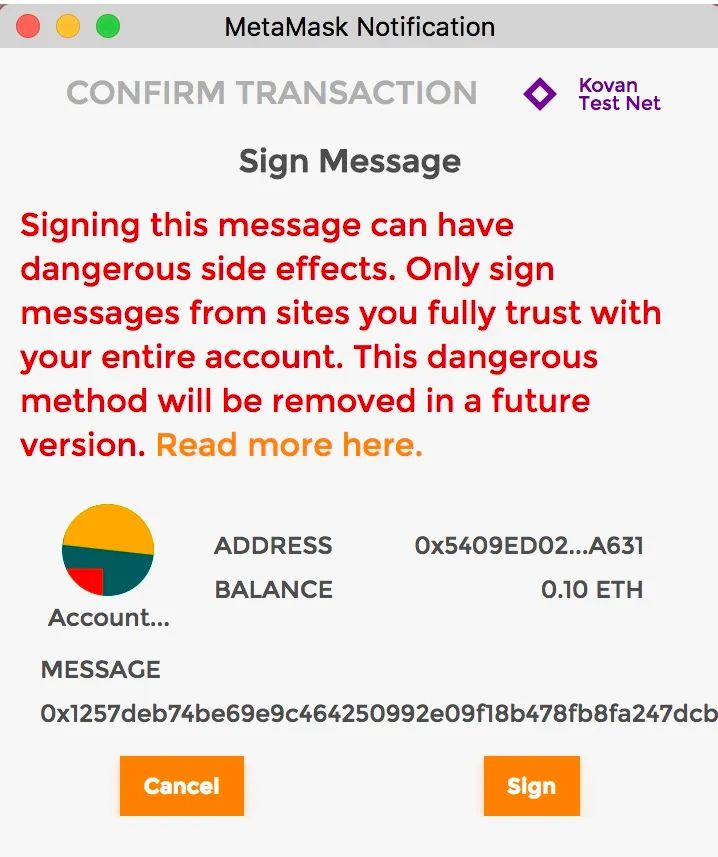 MetaMask Notification
CONFIRM TRANSACTION
Kovan
Test Net
Sign Message
Signing this message can have
dangerous side effects. Only sign
messages from sites you fully trust with
your entire account. This dangerous
method will be removed in a future
version. Read more here.
ADDRESS 0x5409ED02...A631
BALANCE 0.10 ETH
Account...
MESSAGE
0x1257deb74be69e9c464250992e09f18b478fb8fa247dcb
Cancel Sign